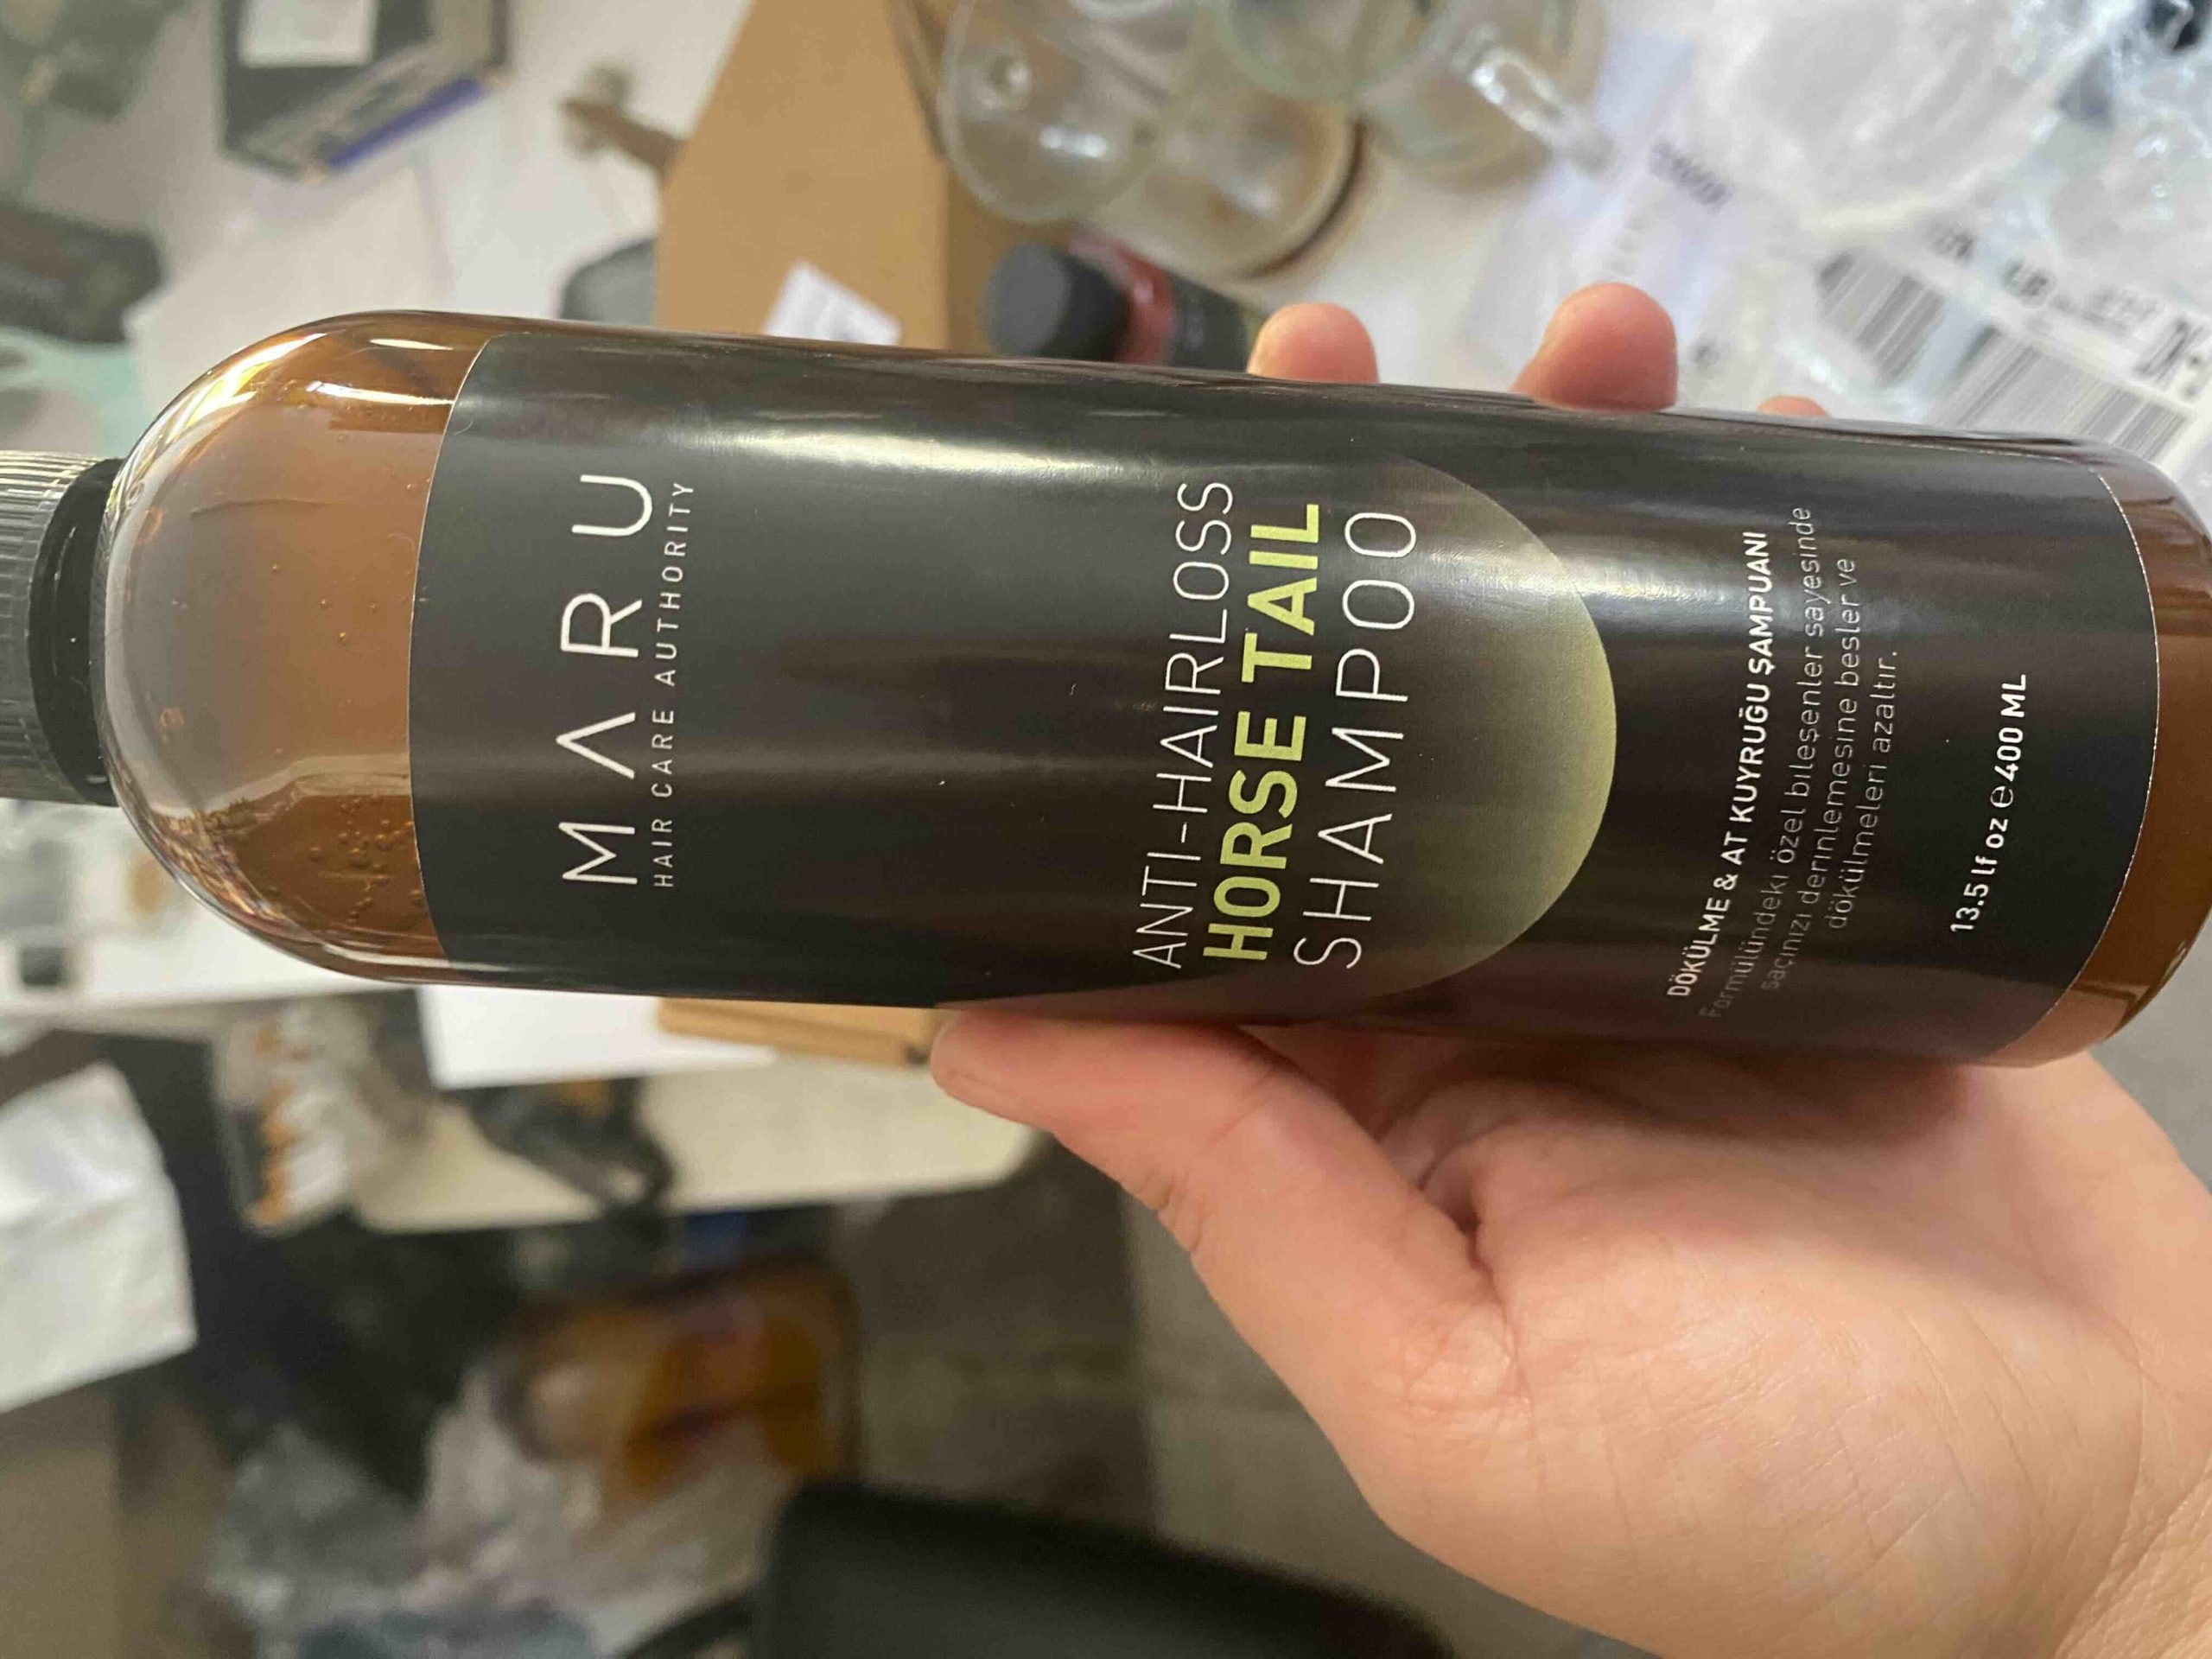 MARU
HAIR CARE AUTHORITY
ANTI-HAIRLOSS
HORSE TAIL
SHAMPOO
DÖKÜLME & AT KUYRUĞU ŞAMPUANI
Formülündeki özel bileşenler sayesinde
saçınızı derinlemesine besler ve
dökülmeleri azaltır.
13.5 lf oz e 400 ML